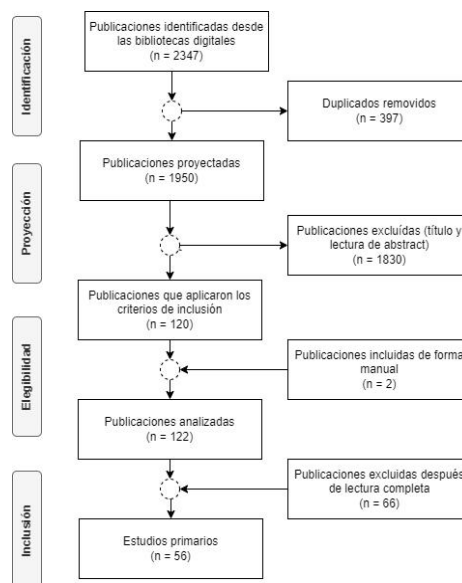 Identificación
Publicaciones identificadas desde
las bibliotecas digitales
(n = 2347)
Duplicados removidos
(n = 397)
Publicaciones proyectadas
(n = 1950)
Proyección
Publicaciones excluídas (título y
lectura de abstract)
(n = 1830)
Publicaciones que aplicaron los
criterios de inclusión
(n = 120)
Elegibilidad
Publicaciones incluidas de forma
manual
(n = 2)
Publicaciones analizadas
(n = 122)
Inclusión
Publicaciones excluidas después
de lectura completa
(n = 66)
Estudios primarios
(n = 56)